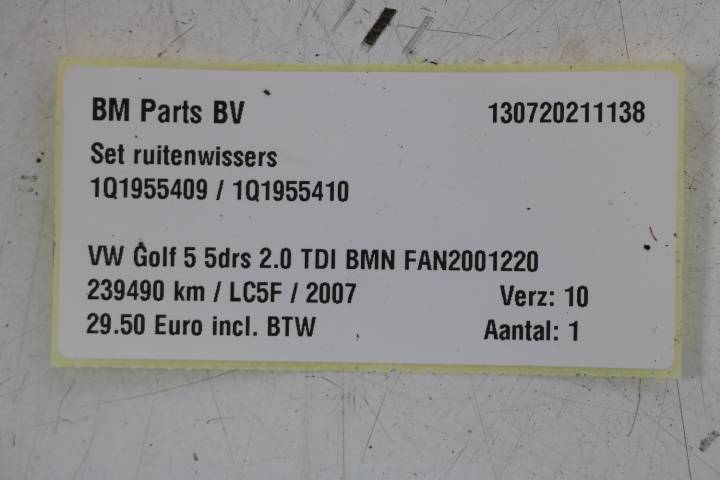 BM Parts BV 130720211138
Set ruitenwissers
1Q1955409 / 1Q1955410
VW Golf 5 5drs 2.0 TDI BMN FAN2001220
239490 km / LC5F / 2007 Verz: 10
29.50 Euro incl. BTW Aantal: 1